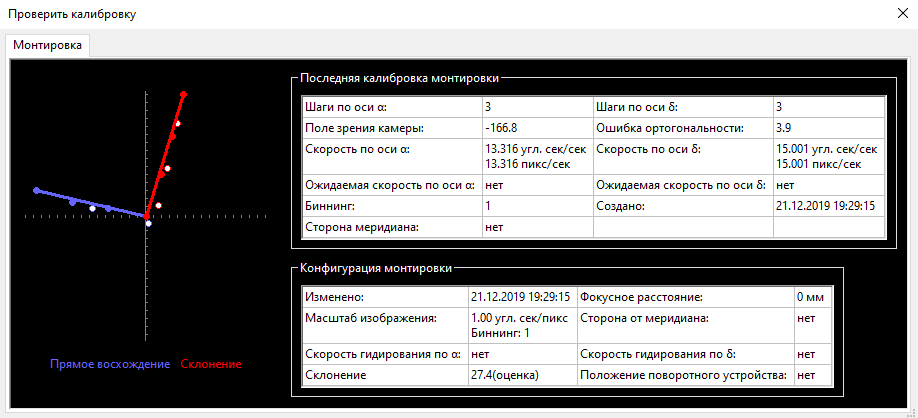 Проверить калибровку
Монтировка
Последняя калибровка монтировки
Шаги по оси α: 3 Шаги по оси δ: 3
Поле зрения камеры: -166.8 Ошибка ортогональности: 3.9
Скорость по оси α: 13.316 угл. сек/сек Скорость по оси δ: 15.001 угл. сек/сек
13.316 пикс/сек 15.001 пикс/сек
Ожидаемая скорость по оси α: нет Ожидаемая скорость по оси δ: нет
Биннинг: 1 Создано: 21.12.2019 19:29:15
Сторона меридиана: нет
Конфигурация монтировки
Изменено: 21.12.2019 19:29:15 Фокусное расстояние: 0 мм
Масштаб изображения: 1.00 угл. сек/пикс Сторона от меридиана: нет
Биннинг: 1
Скорость гидирования по α: нет Скорость гидирования по δ: нет
Склонение 27.4(оценка) Положение поворотного устройства: нет
Прямое восхождение Склонение